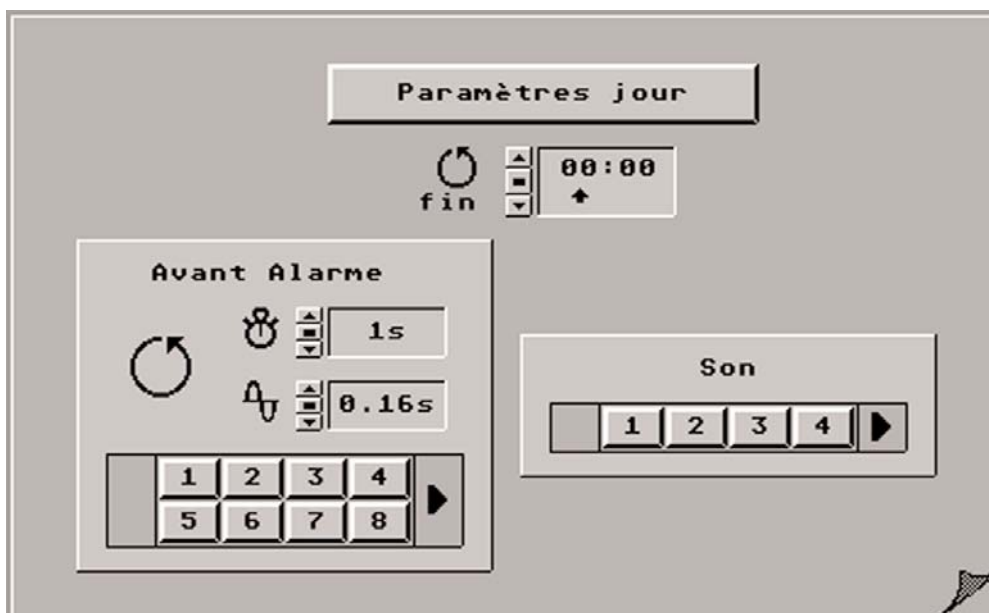 Paramètres jour
fin
00:00
Avant Alarme
1s
0.16s
1 2 3 4
5 6 7 8
Son
1 2 3 4